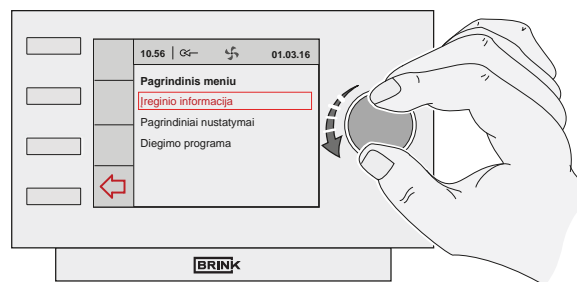 10.56 01.03.16
Pagrindinis meniu
Įreginio informacija
Pagrindiniai nustatymai
Diegimo programa
BRINK